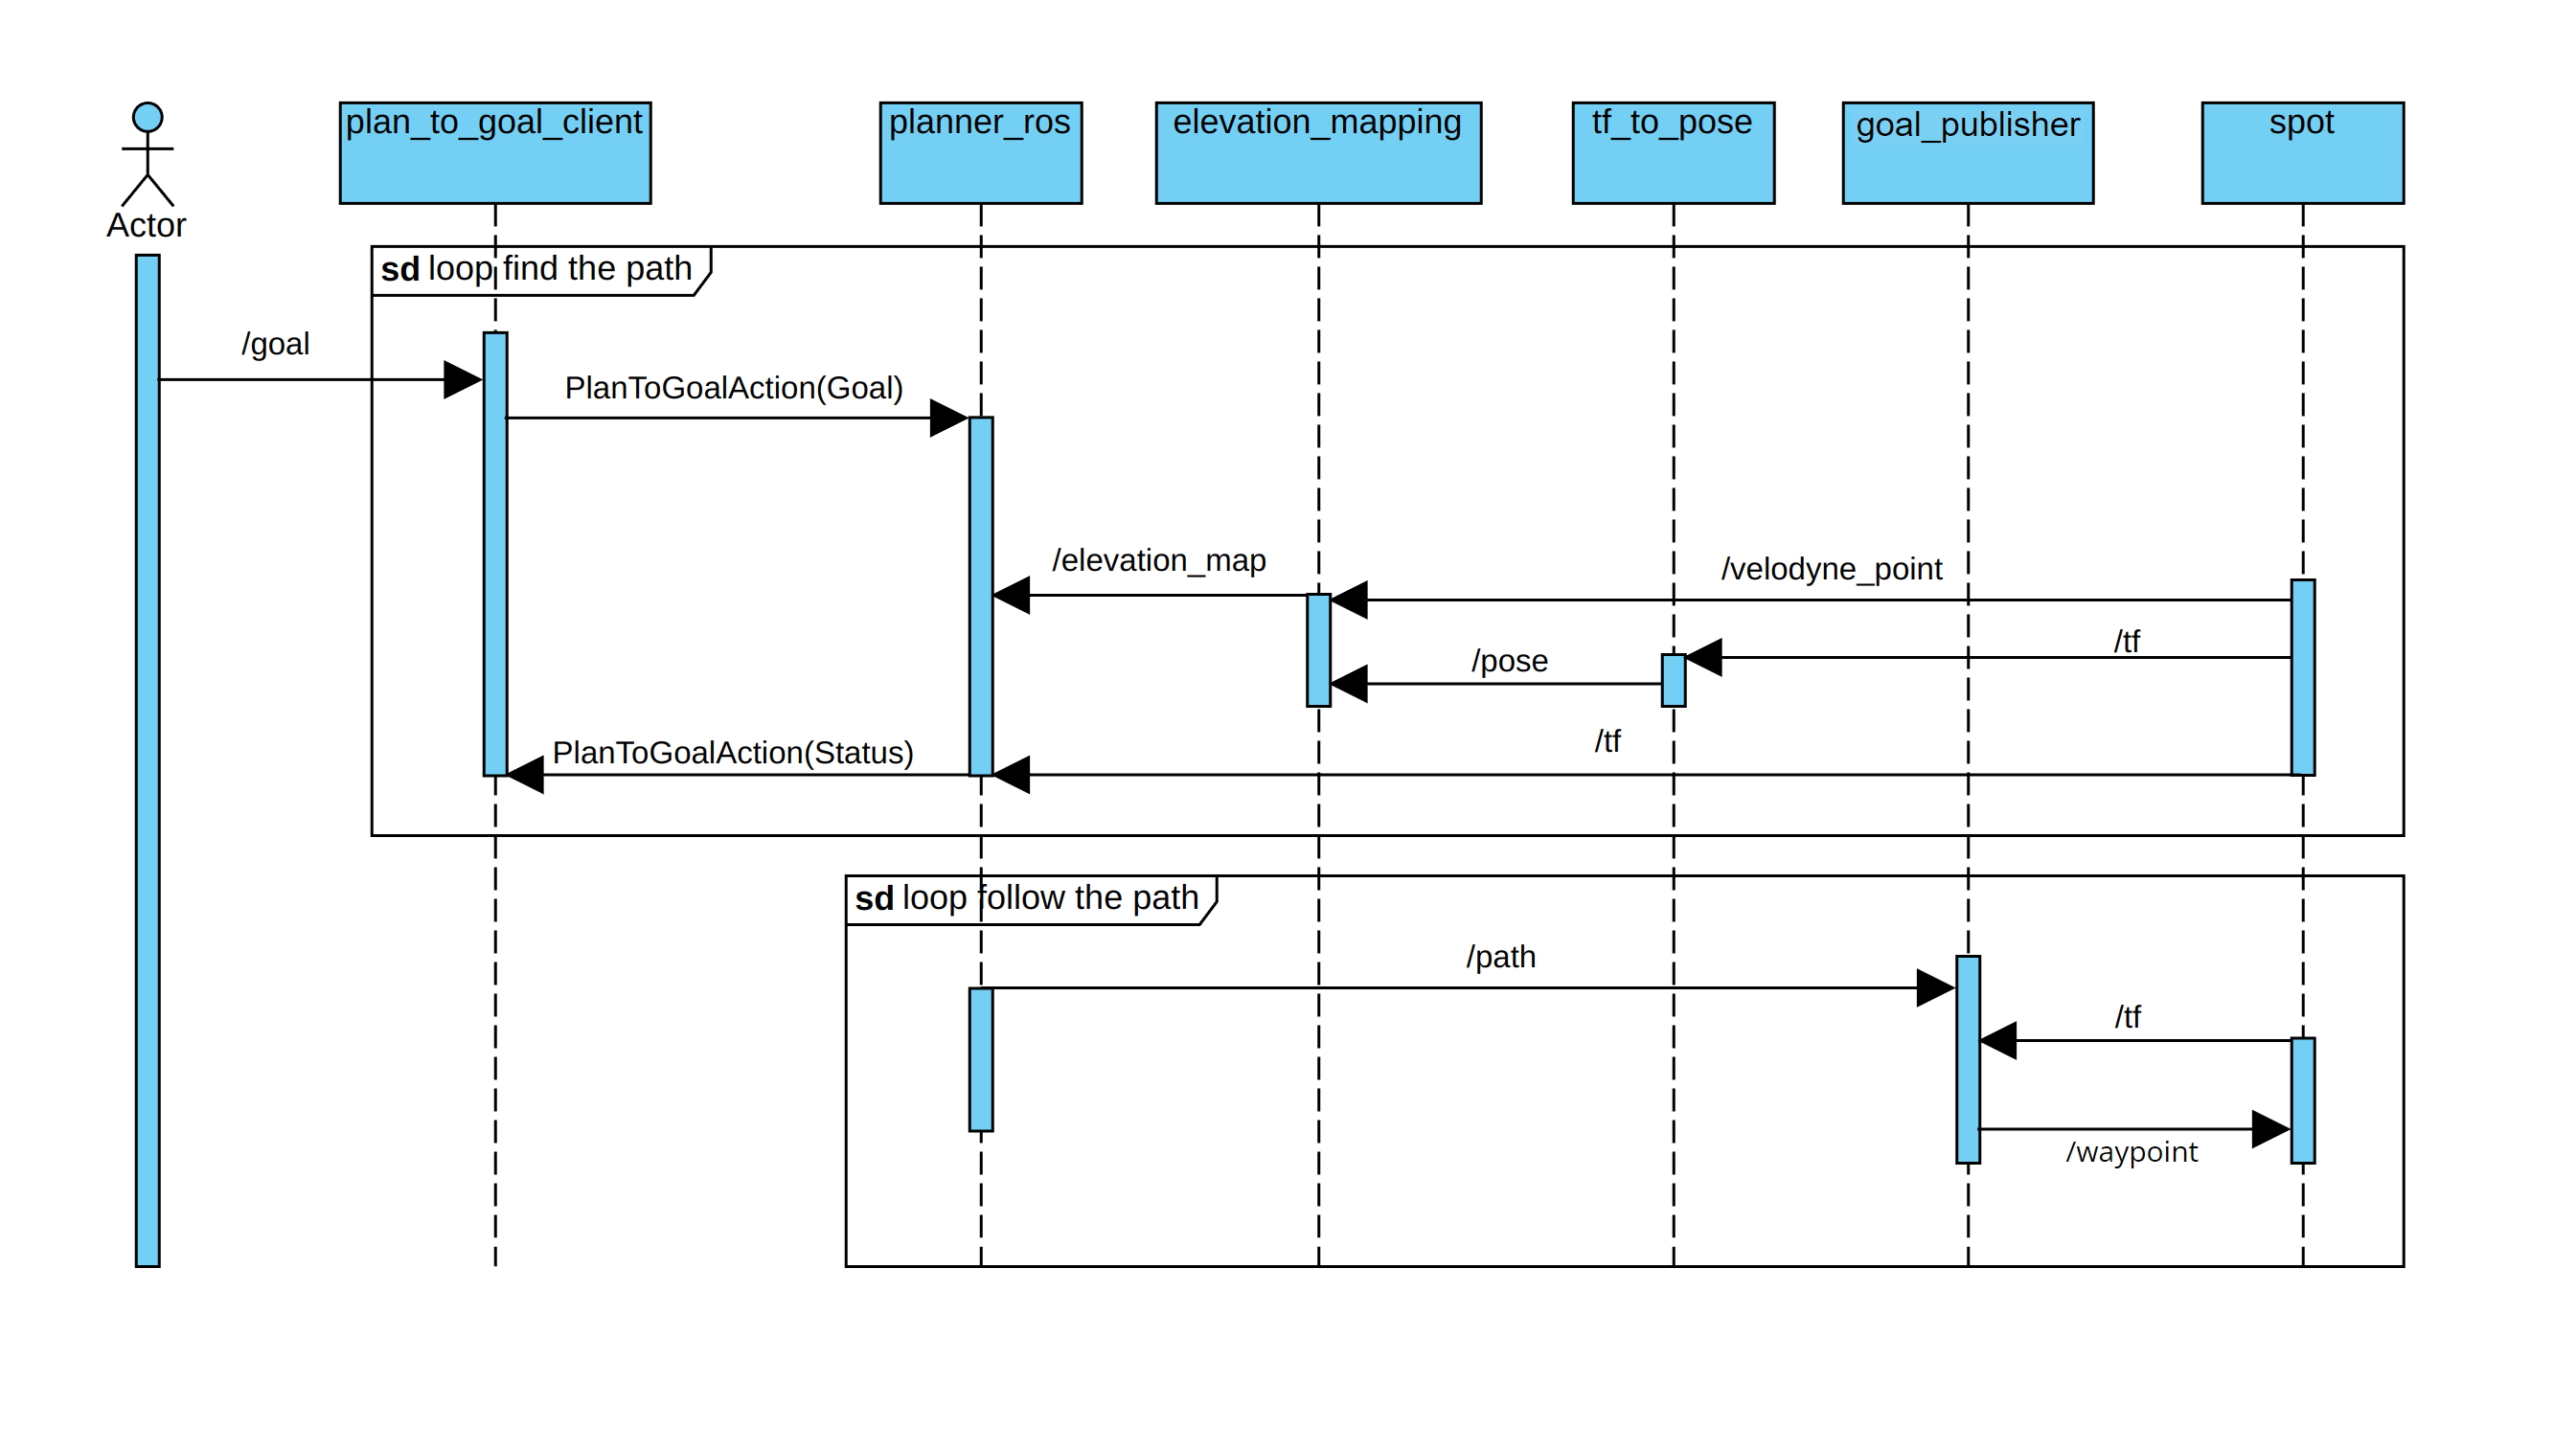 plan_to_goal_client
planner_ros
elevation_mapping
tf_to_pose
goal_publisher
spot
Actor
sd loop find the path
/goal
PlanToGoalAction(Goal)
/elevation_map
/velodyne_point
/tf
/pose
PlanToGoalAction(Status)
/tf
sd loop follow the path
/path
/tf
/waypoint